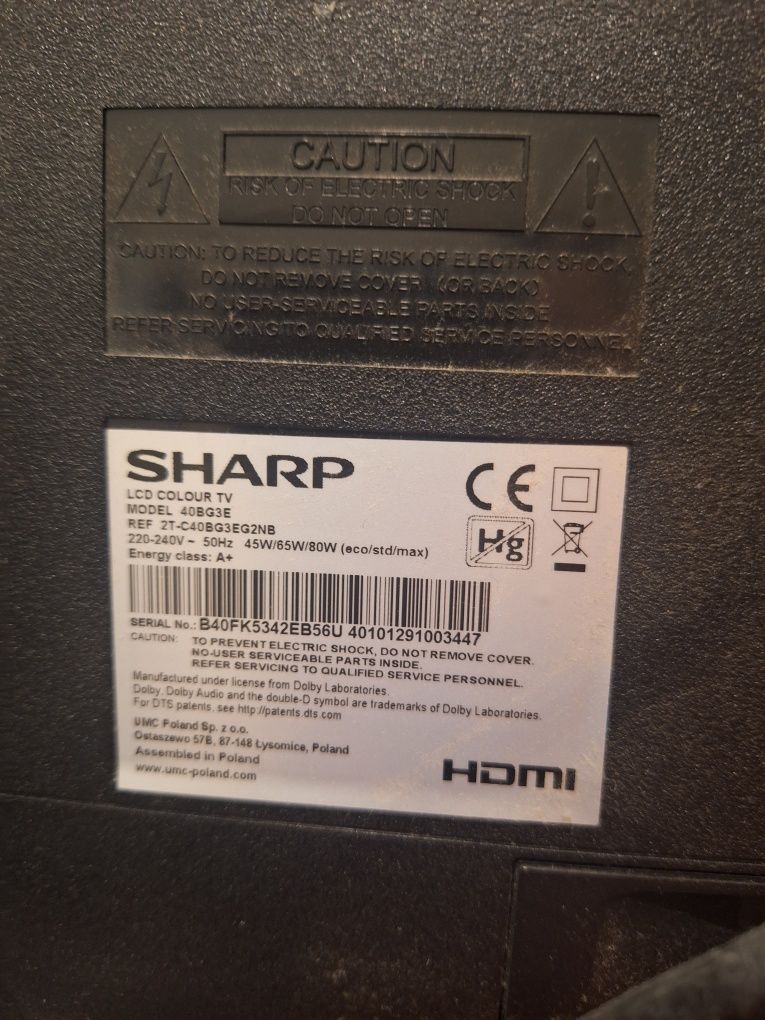 CAUTION
RISK OF ELECTRIC SHOCK
DO NOT OPEN
CAUTION: TO REDUCE THE RISK OF ELECTRIC SHOCK,
DO NOT REMOVE COVER (OR BACK)
NO USER-SERVICEABLE PARTS INSIDE
REFER SERVICING TO QUALIFIED SERVICE PERSONNEL
SHARP
LCD COLOUR TV
MODEL 40BG3E
REF 2T-C40BG3EG2NB
220-240V ~ 50Hz 45W/65W/80W (eco/std/max)
Energy class: A+
CE
Hg
SERIAL No.: B40FK5342EB56U 40101291003447
CAUTION: TO PREVENT ELECTRIC SHOCK, DO NOT REMOVE COVER.
NO-USER SERVICEABLE PARTS INSIDE.
REFER SERVICING TO QUALIFIED SERVICE PERSONNEL.
Manufactured under license from Dolby Laboratories.
Dolby, Dolby Audio and the double-D symbol are trademarks of Dolby Laboratories.
For DTS patents, see http://patents.dts.com
UMC Poland Sp. z o.o.
Ostaszewo 57B, 87-148 Łysomice, Poland
Assembled in Poland
www.umc-poland.com
HDMI